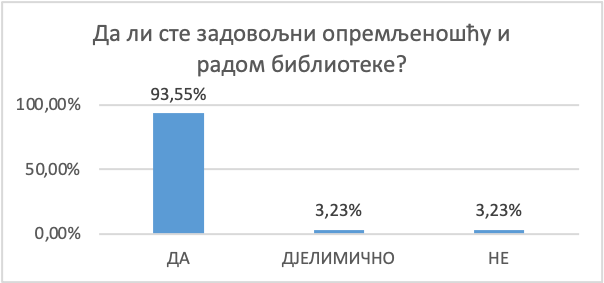 Да ли сте задовољни опремљеношћу и
радом библиотеке?
93,55%
100,00%
50,00%
3,23%
3,23%
0,00%
ДА
ДЈЕЛИМИЧНО
НЕ